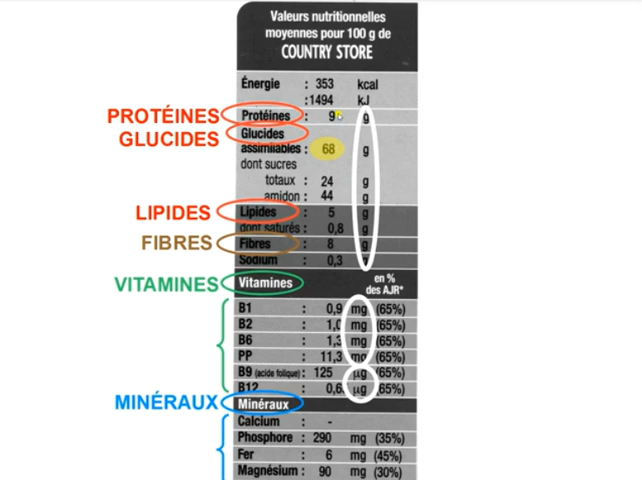 Valeurs nutritionnelles
moyennes pour 100 g de
COUNTRY STORE
Énergie : 353 kcal
:1494 kJ
PROTÉINES Protéines : 9 g
GLUCIDES Glucides
assimilables : 68 g
dont sucres
totaux : 24 g
amidon : 44 g
LIPIDES Lipides : 5 g
dont saturés : 0,8 g
FIBRES Fibres : 8 g
Sodium : 0,3 g
VITAMINES Vitamines en %
des AJR*
B1 : 0,9 mg (65%)
B2 : 1,0 mg (65%)
B6 : 1,3 mg (65%)
PP : 11,3 mg (65%)
B9 (acide folique) : 125 µg (65%)
B12 : µg (65%)
MINÉRAUX Minéraux
Calcium : -
Phosphore : 290 mg (35%)
Fer : 6 mg (45%)
Magnésium : 90 mg (30%)